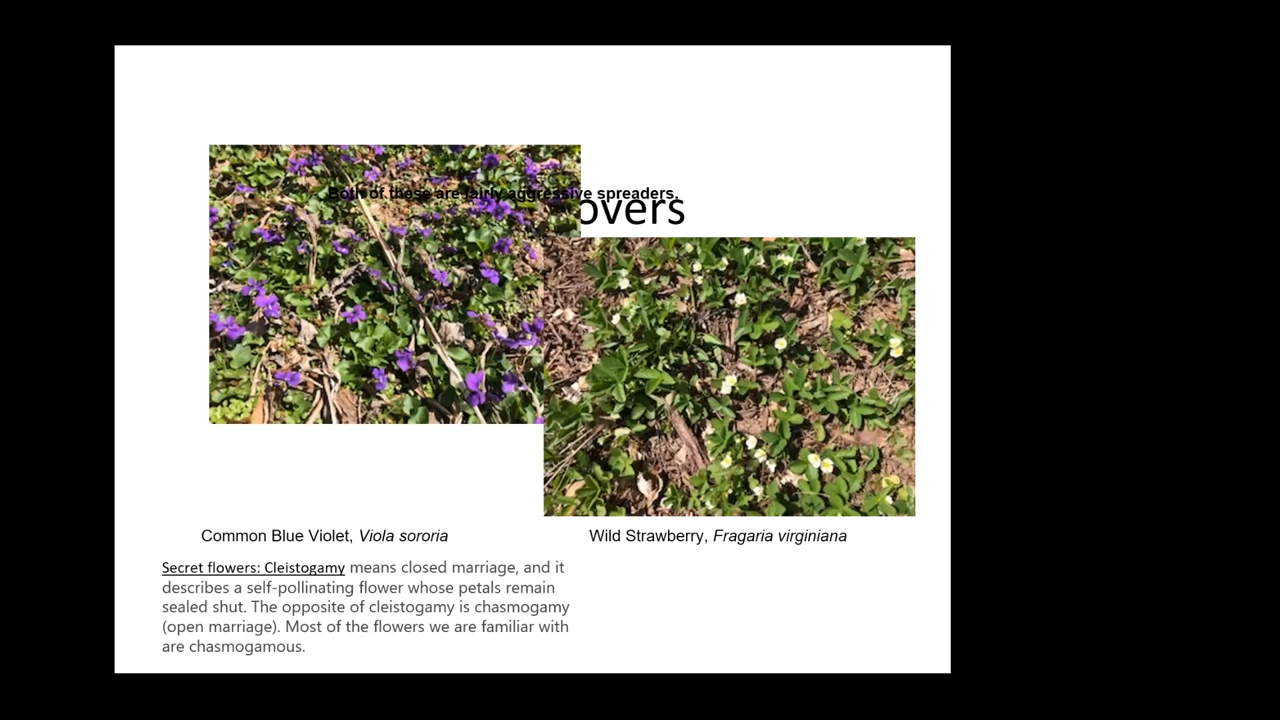 Both of these are fairly aggressive spreaders.
overs
Common Blue Violet, Viola sororia
Wild Strawberry, Fragaria virginiana
Secret flowers: Cleistogamy means closed marriage, and it
describes a self-pollinating flower whose petals remain
sealed shut. The opposite of cleistogamy is chasmogamy
(open marriage). Most of the flowers we are familiar with
are chasmogamous.